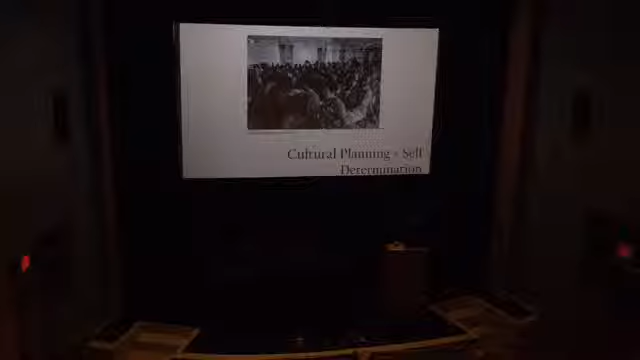 Cultural Planning - Self
Determination